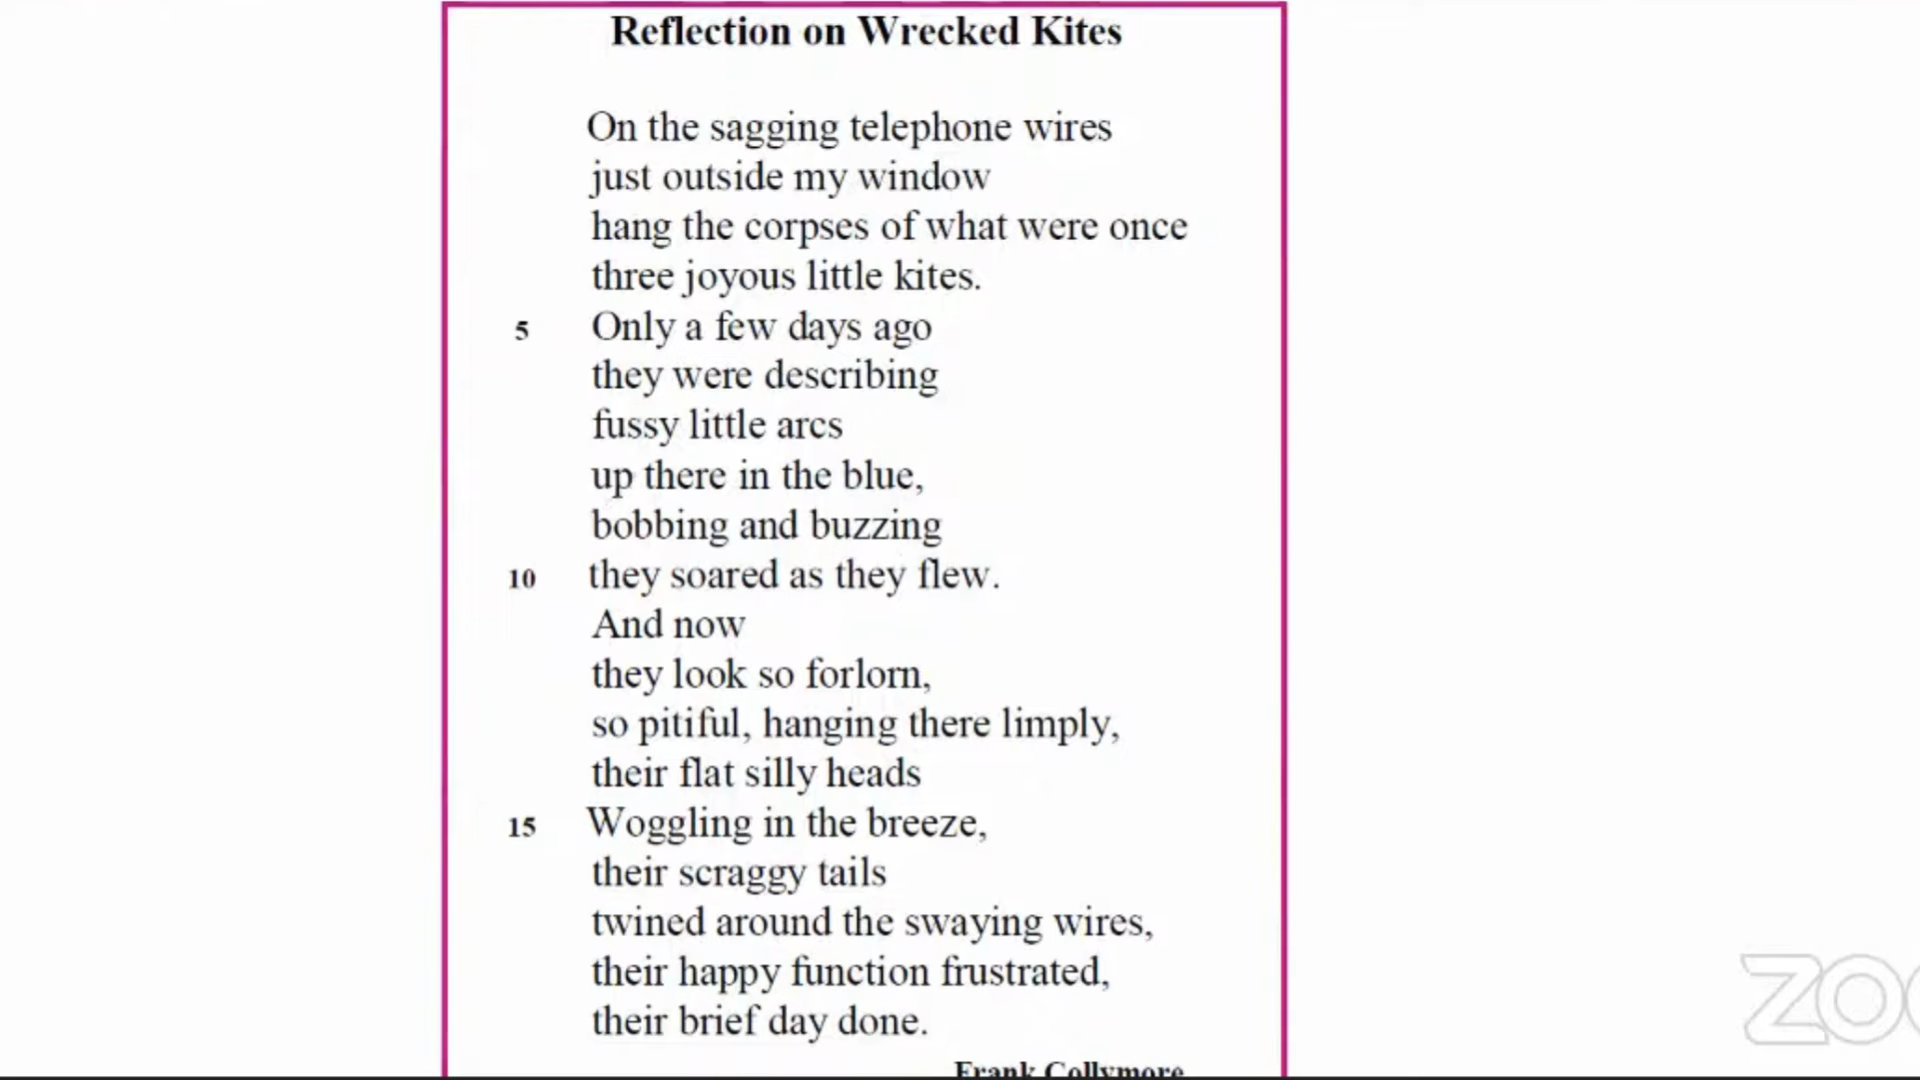 Reflection on Wrecked Kites
On the sagging telephone wires
just outside my window
hang the corpses of what were once
three joyous little kites.
5 Only a few days ago
they were describing
fussy little arcs
up there in the blue,
bobbing and buzzing
10 they soared as they flew.
And now
they look so forlorn,
so pitiful, hanging there limply,
their flat silly heads
15 Woggling in the breeze,
their scraggy tails
twined around the swaying wires,
their happy function frustrated,
their brief day done.
Frank Collymore